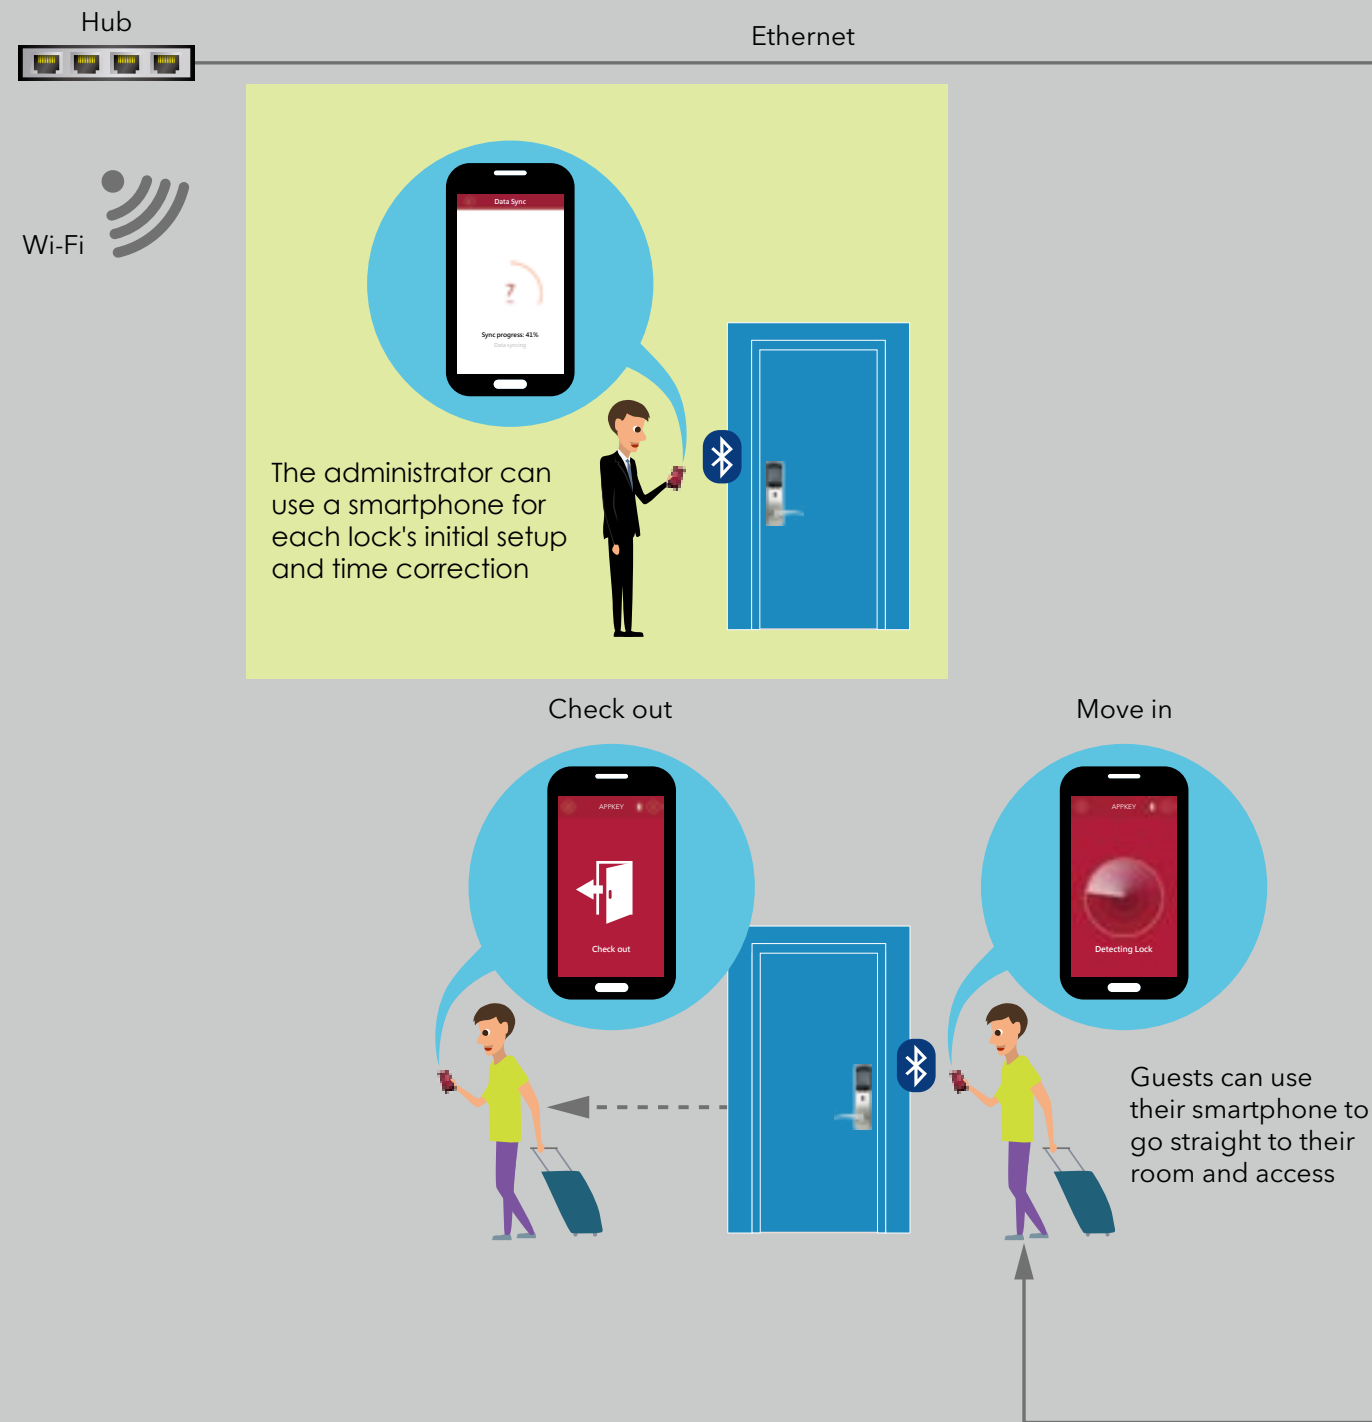 Hub
Ethernet
Wi-Fi
Data Sync
?
Sync progress: 41%
Data syncing
The administrator can
use a smartphone for
each lock's initial setup
and time correction
Check out
Move in
APPKEY
Check out
APPKEY
Detecting Lock
Guests can use
their smartphone to
go straight to their
room and access